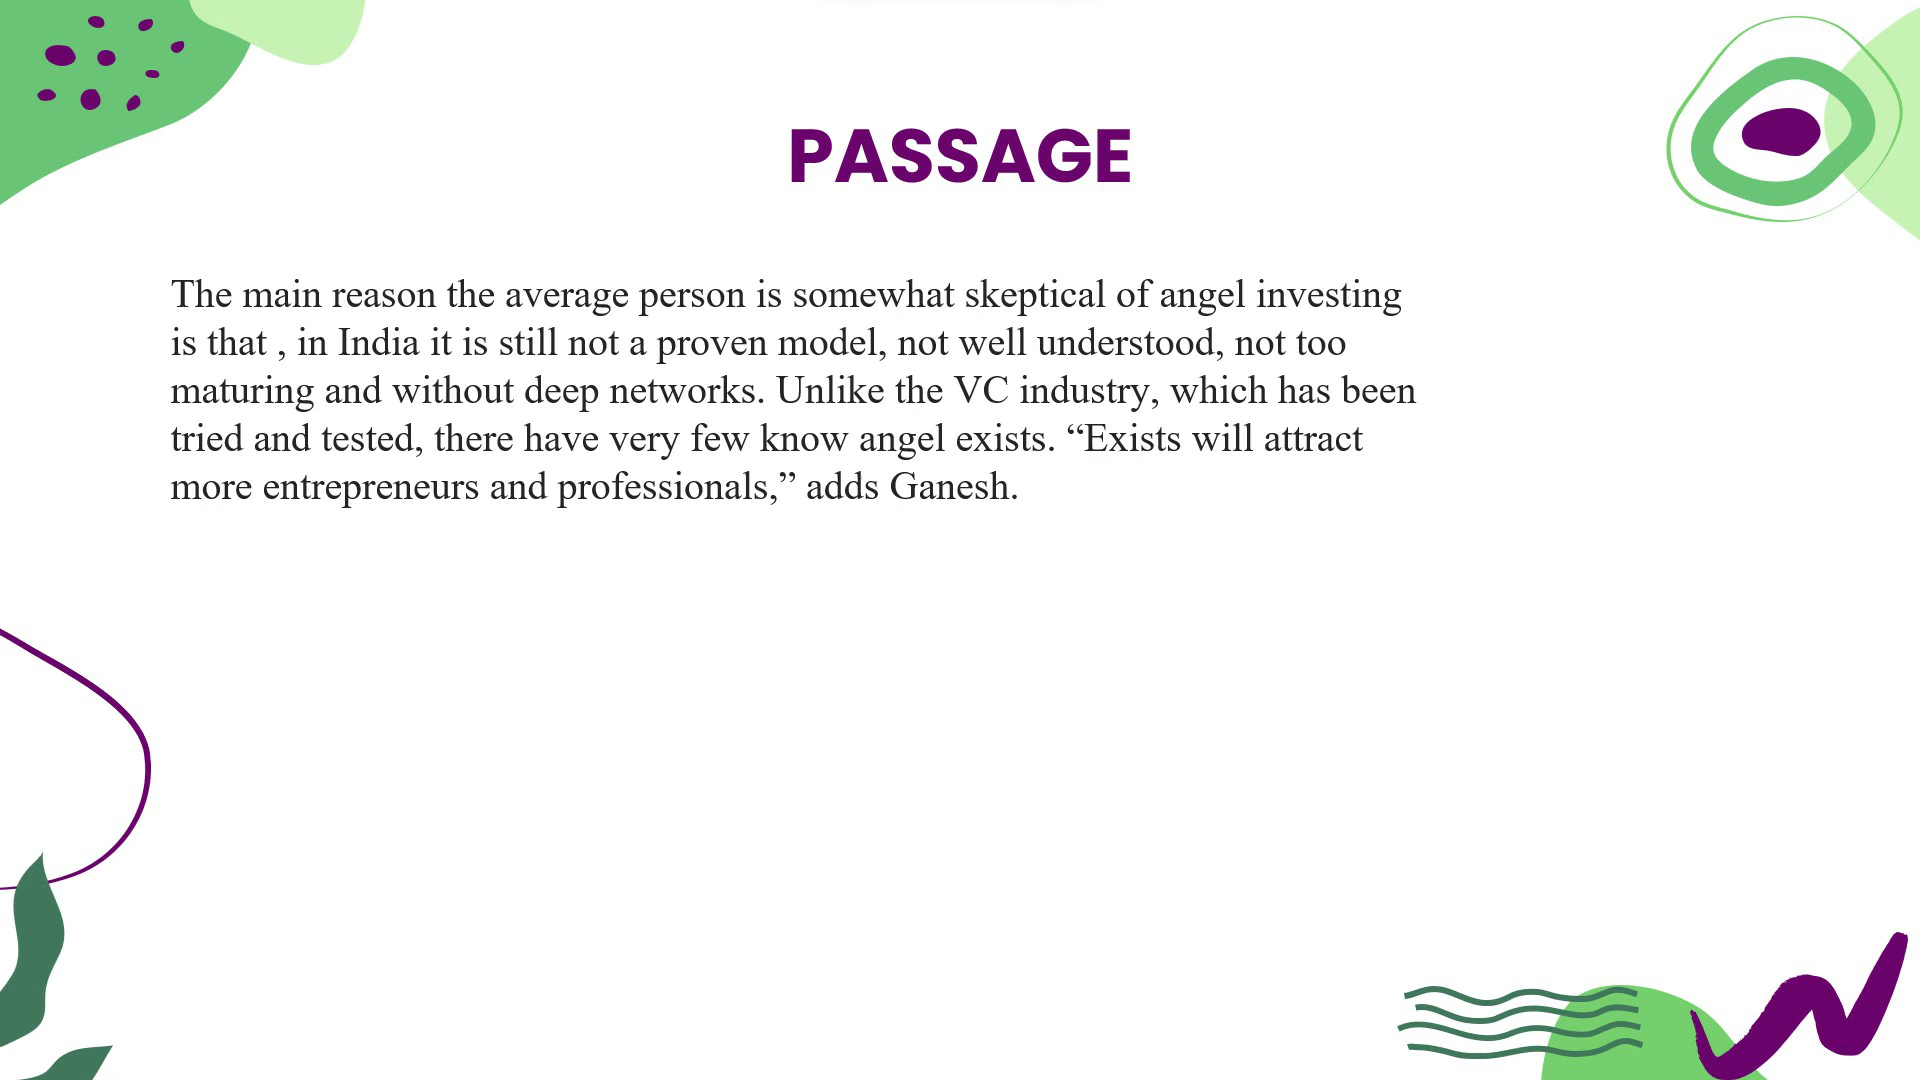 PASSAGE
The main reason the average person is somewhat skeptical of angel investing
is that , in India it is still not a proven model, not well understood, not too
maturing and without deep networks. Unlike the VC industry, which has been
tried and tested, there have very few know angel exists. “Exists will attract
more entrepreneurs and professionals,” adds Ganesh.